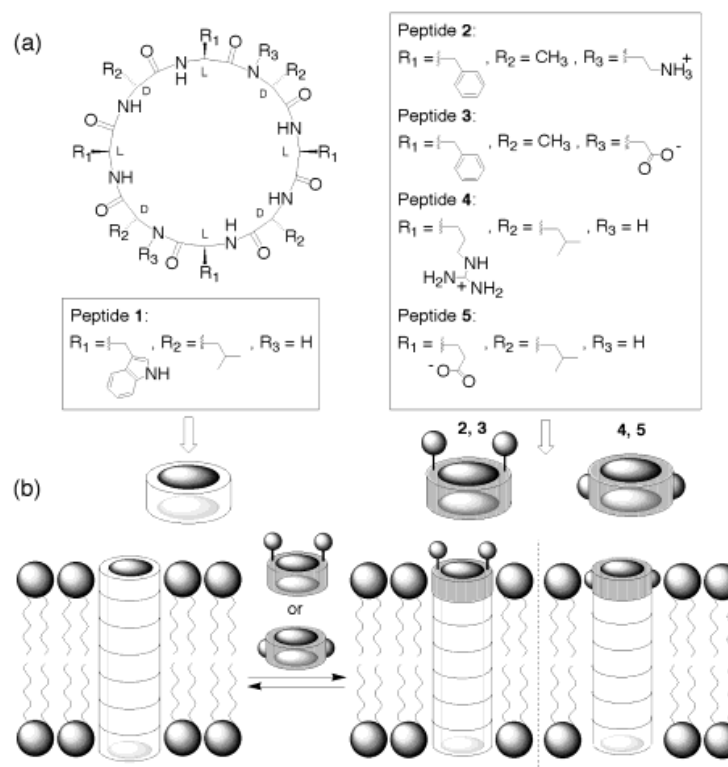 (a)
R1
O
O
R3
N
H
L
N
R2
R2
D
D
O
NH
O
HN
R1
L
L
R1
NH
O
O
HN
D
D
R2
N
L
H
N
R2
R3
O
R1
O
Peptide 1:
R1 = , R2 = , R3 = H
NH
Peptide 2:
R1 = , R2 = CH3 , R3 =
NH3
+
Peptide 3:
R1 = , R2 = CH3 , R3 =
O O-
Peptide 4:
R1 = , R2 = , R3 = H
NH
H2N + NH2
Peptide 5:
R1 = , R2 = , R3 = H
-O O
2, 3
4, 5
(b)
or